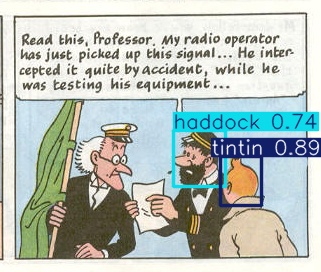 Read this, Professor. My radio operator
has just picked up this signal... He inter-
cepted it quite by accident, while he
was testing his equipment...
haddock 0.74
tintin 0.89